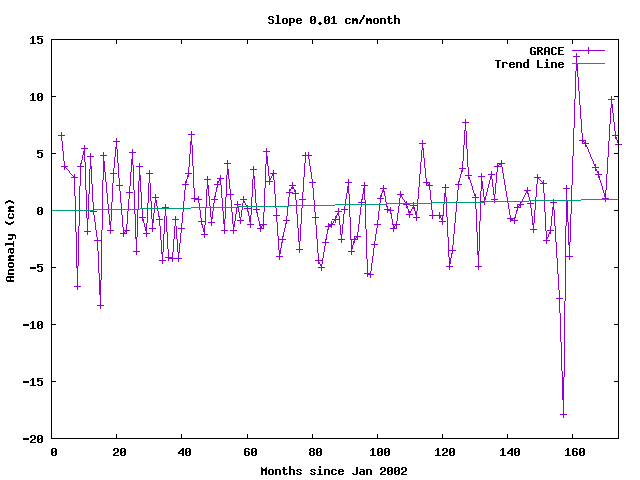 Slope 0.01 cm/month
GRACE
Trend Line
Anomaly (cm)
15
10
5
0
-5
-10
-15
-20
0 20 40 60 80 100 120 140 160
Months since Jan 2002